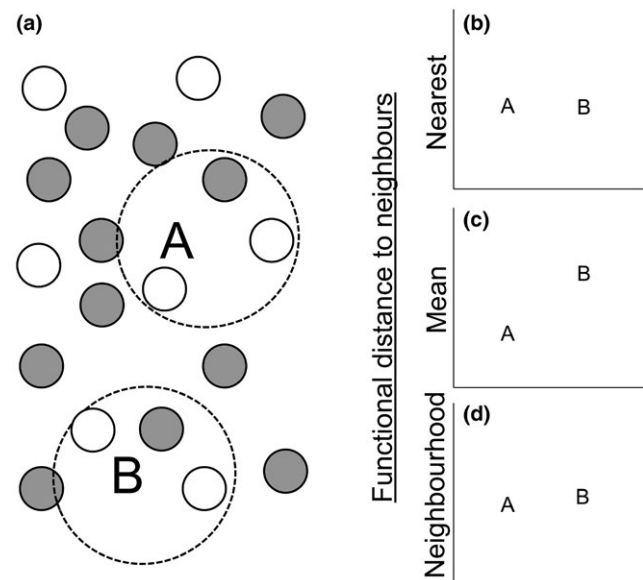 (a)
A
B
Functional distance to neighbours
(b)
Nearest
A B
(c)
Mean
B
A
(d)
Neighbourhood
A B